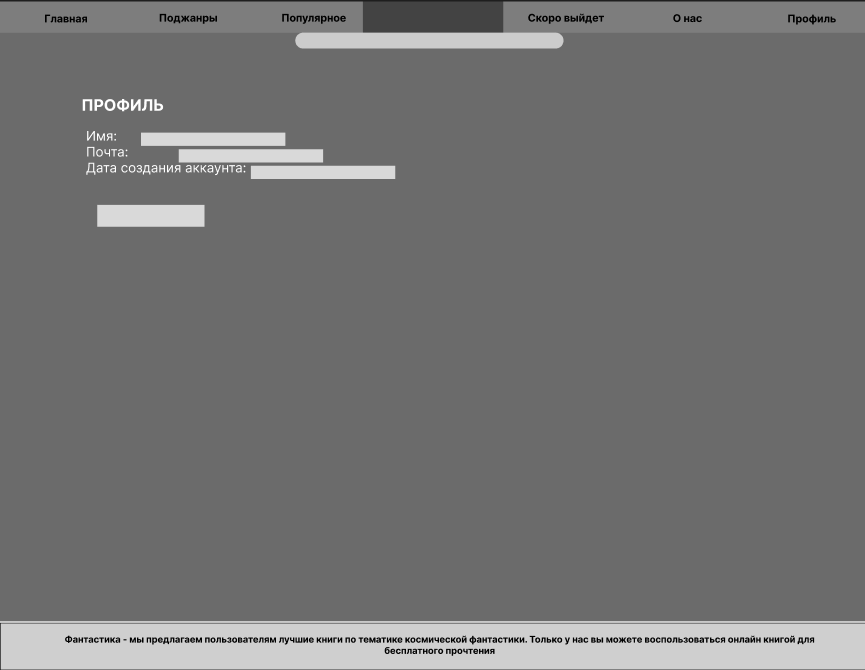 Главная Поджанры Популярное Скоро выйдет О нас Профиль
ПРОФИЛЬ
Имя:
Почта:
Дата создания аккаунта:
Фантастика - мы предлагаем пользователям лучшие книги по тематике космической фантастики. Только у нас вы можете воспользоваться онлайн книгой для
бесплатного прочтения